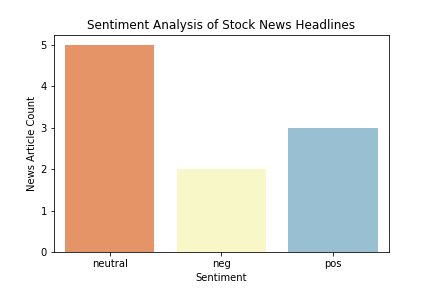 Sentiment Analysis of Stock News Headlines
News Article Count
5
4
3
2
1
0
neutral neg pos
Sentiment